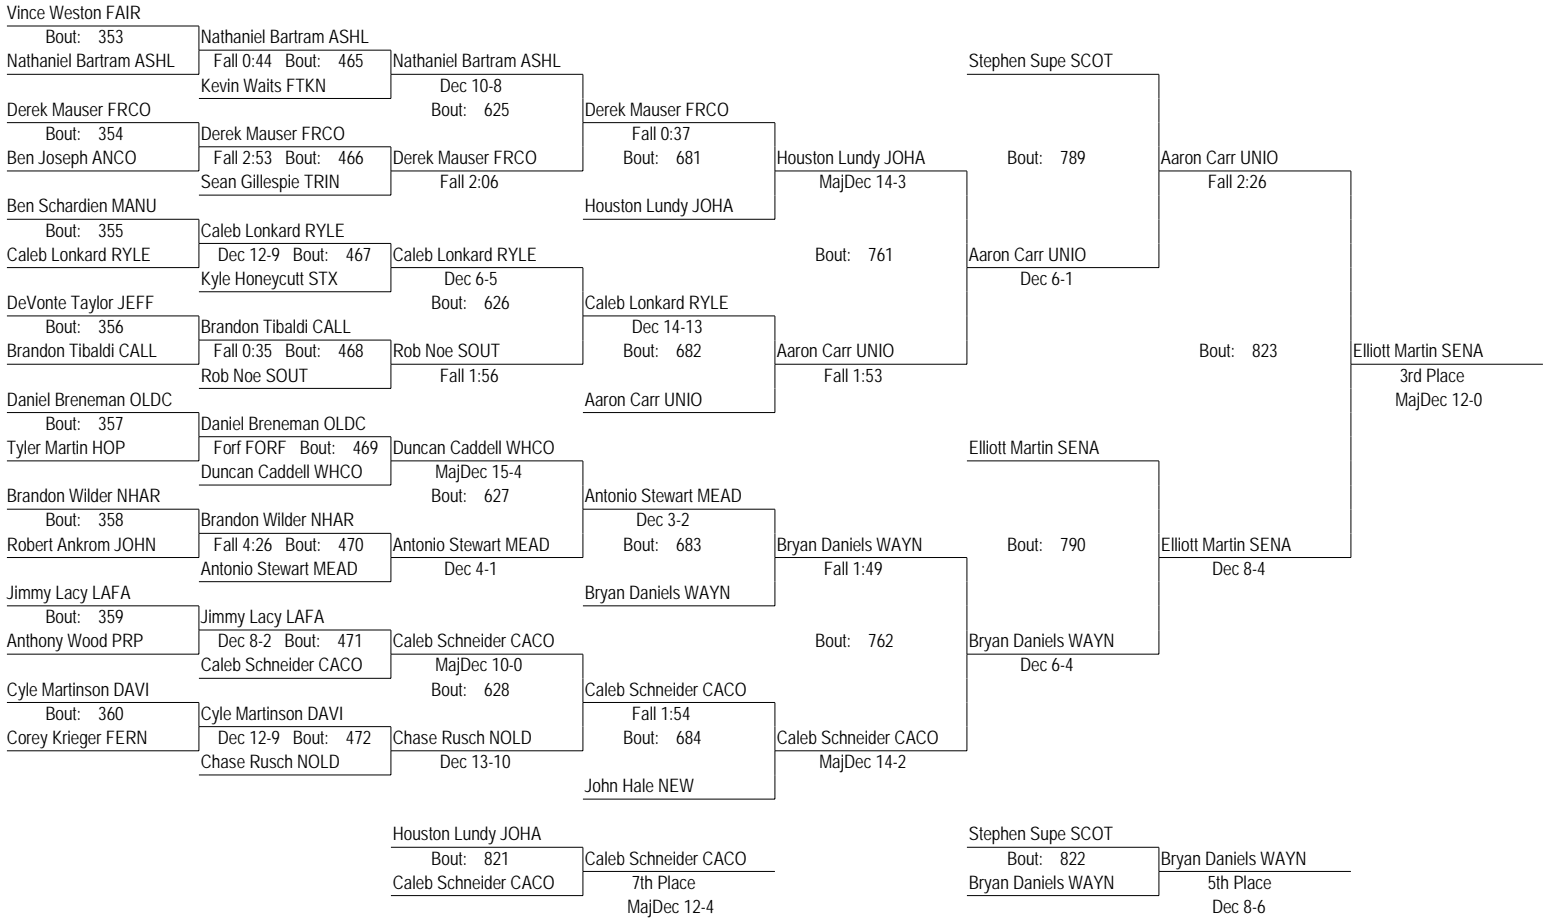 Vince Weston FAIR
Bout: 353 Nathaniel Bartram ASHL
Nathaniel Bartram ASHL Fall 0:44 Bout: 465 Nathaniel Bartram ASHL Stephen Supe SCOT
Kevin Waits FTKN Dec 10-8
Derek Mauser FRCO Bout: 625 Derek Mauser FRCO
Bout: 354 Derek Mauser FRCO Fall 0:37
Ben Joseph ANCO Fall 2:53 Bout: 466 Derek Mauser FRCO Bout: 681 Houston Lundy JOHA Bout: 789 Aaron Carr UNIO
Sean Gillespie TRIN Fall 2:06 MajDec 14-3 Fall 2:26
Ben Schardien MANU Houston Lundy JOHA
Bout: 355 Caleb Lonkard RYLE
Caleb Lonkard RYLE Dec 12-9 Bout: 467 Caleb Lonkard RYLE Bout: 761 Aaron Carr UNIO
Kyle Honeycutt STX Dec 6-5 Dec 6-1
DeVonte Taylor JEFF Bout: 626 Caleb Lonkard RYLE
Bout: 356 Brandon Tibaldi CALL Dec 14-13
Brandon Tibaldi CALL Fall 0:35 Bout: 468 Rob Noe SOUT Bout: 682 Aaron Carr UNIO Bout: 823 Elliott Martin SENA
Rob Noe SOUT Fall 1:56 Fall 1:53 3rd Place
Daniel Breneman OLDC Aaron Carr UNIO MajDec 12-0
Bout: 357 Daniel Breneman OLDC
Tyler Martin HOP Forf FORF Bout: 469 Duncan Caddell WHCO Elliott Martin SENA
Duncan Caddell WHCO MajDec 15-4
Brandon Wilder NHAR Bout: 627 Antonio Stewart MEAD
Bout: 358 Brandon Wilder NHAR Dec 3-2
Robert Ankrom JOHN Fall 4:26 Bout: 470 Antonio Stewart MEAD Bout: 683 Bryan Daniels WAYN Bout: 790 Elliott Martin SENA
Antonio Stewart MEAD Dec 4-1 Fall 1:49 Dec 8-4
Jimmy Lacy LAFA Bryan Daniels WAYN
Bout: 359 Jimmy Lacy LAFA
Anthony Wood PRP Dec 8-2 Bout: 471 Caleb Schneider CACO Bout: 762 Bryan Daniels WAYN
Caleb Schneider CACO MajDec 10-0 Dec 6-4
Cyle Martinson DAVI Bout: 628 Caleb Schneider CACO
Bout: 360 Cyle Martinson DAVI Fall 1:54
Corey Krieger FERN Dec 12-9 Bout: 472 Chase Rusch NOLD Bout: 684 Caleb Schneider CACO
Chase Rusch NOLD Dec 13-10 MajDec 14-2
John Hale NEW
Houston Lundy JOHA Stephen Supe SCOT
Bout: 821 Caleb Schneider CACO Bout: 822 Bryan Daniels WAYN
Caleb Schneider CACO 7th Place Bryan Daniels WAYN 5th Place
MajDec 12-4 Dec 8-6